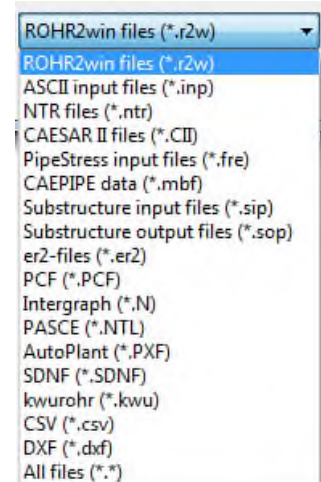 ROHR2win files (*.r2w)
ROHR2win files (*.r2w)
ASCII input files (*.inp)
NTR files (*.ntr)
CAESAR II files (*.CII)
PipeStress input files (*.fre)
CAEPIPE data (*.mbf)
Substructure input files (*.sip)
Substructure output files (*.sop)
er2-files (*.er2)
PCF (*.PCF)
Intergraph (*.N)
PASCE (*.NTL)
AutoPlant (*.PXF)
SDNF (*.SDNF)
kwurohr (*.kwu)
CSV (*.csv)
DXF (*.dxf)
All files (*.*)